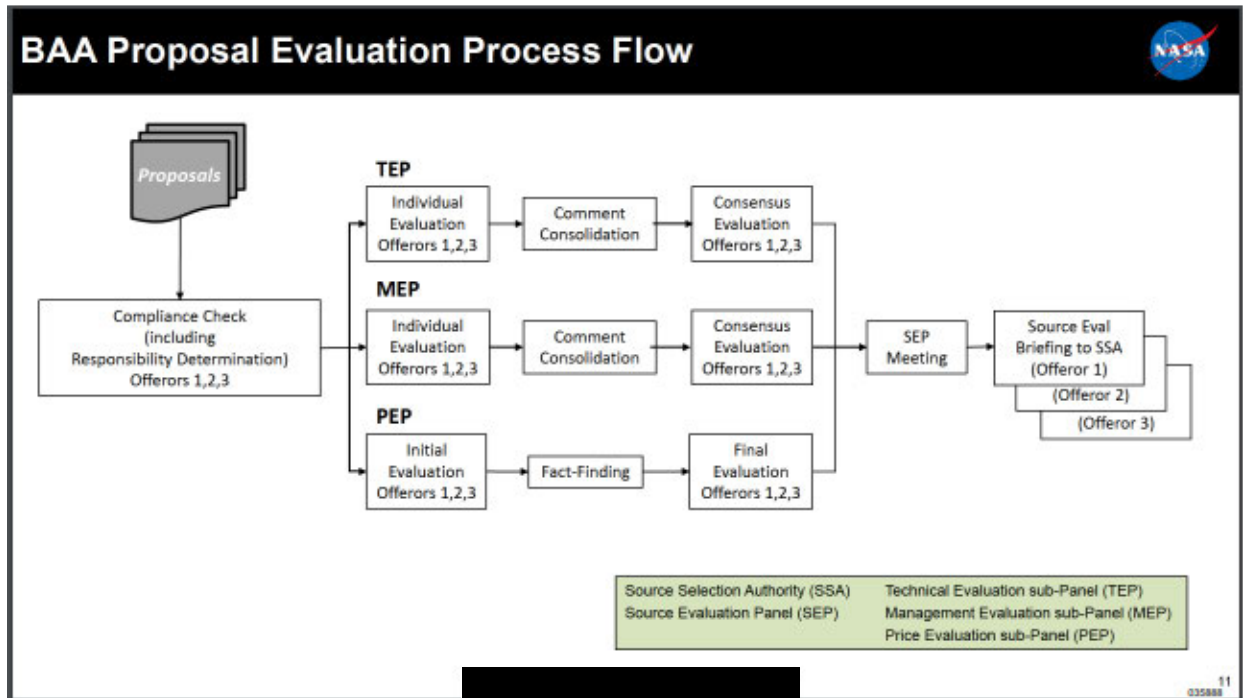 BAA Proposal Evaluation Process Flow
NASA
Proposals
Compliance Check
(including
Responsibility Determination)
Offerors 1,2,3
TEP
Individual
Evaluation
Offerors 1,2,3
Comment
Consolidation
Consensus
Evaluation
Offerors 1,2,3
MEP
Individual
Evaluation
Offerors 1,2,3
Comment
Consolidation
Consensus
Evaluation
Offerors 1,2,3
PEP
Initial
Evaluation
Offerors 1,2,3
Fact-Finding
Final
Evaluation
Offerors 1,2,3
SEP
Meeting
Source Eval
Briefing to SSA
(Offeror 1)
(Offeror 2)
(Offeror 3)
Source Selection Authority (SSA)
Source Evaluation Panel (SEP)
Technical Evaluation sub-Panel (TEP)
Management Evaluation sub-Panel (MEP)
Price Evaluation sub-Panel (PEP)
11
035888